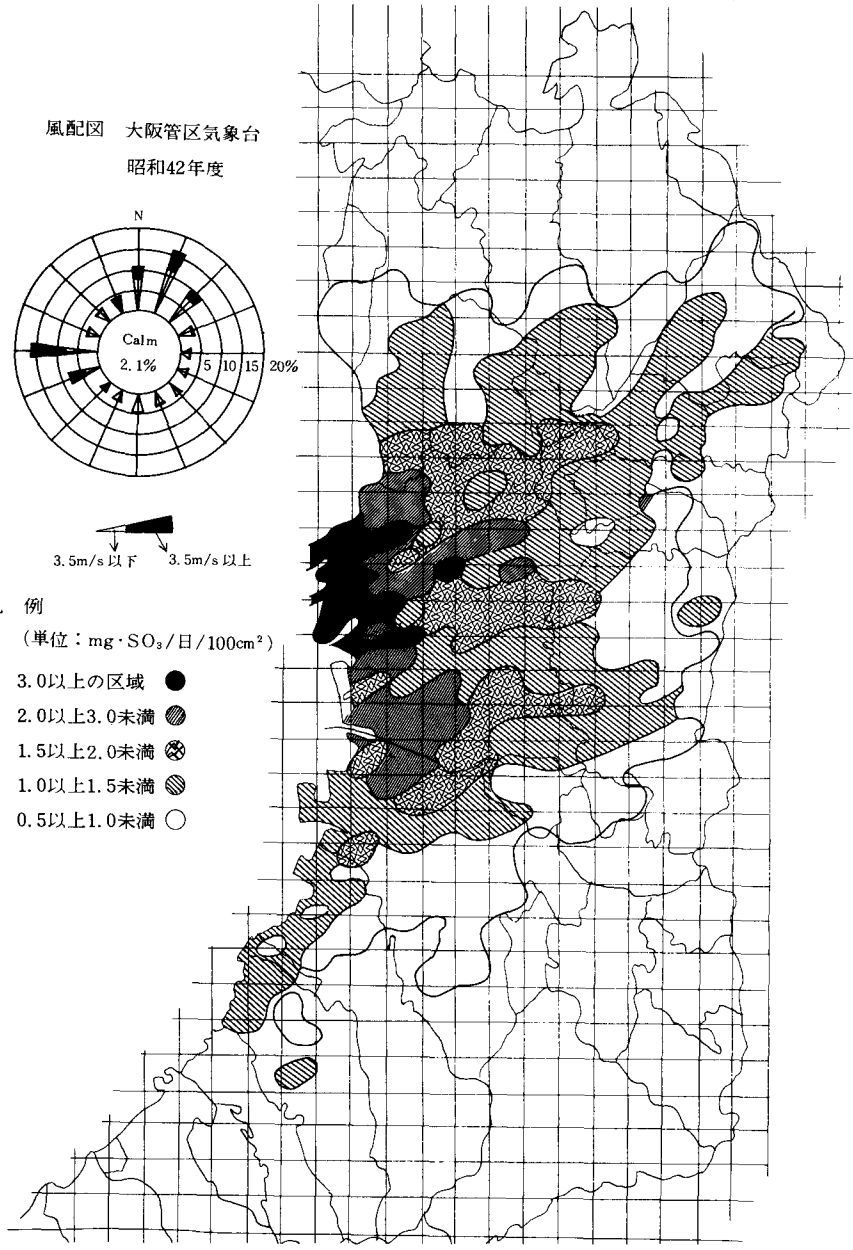 風配図 大阪管区気象台
昭和42年度
N
Calm
2.1%
5 10 15 20%
3.5m/s以下 3.5m/s以上
例
(単位:mg·SO₃/日/100cm²)
3.0以上の区域
2.0以上3.0未満
1.5以上2.0未満
1.0以上1.5未満
0.5以上1.0未満